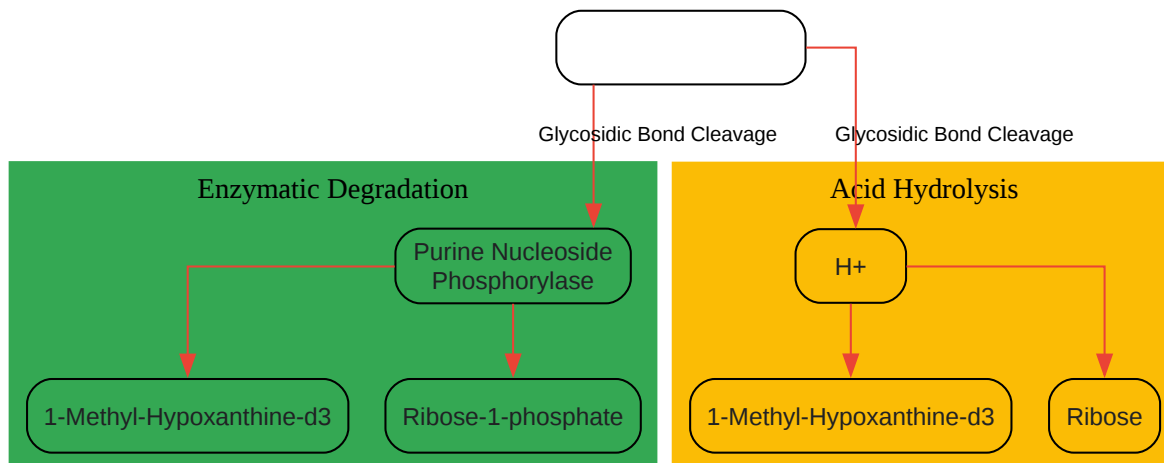 Glycosidic Bond Cleavage
Glycosidic Bond Cleavage
Enzymatic Degradation
Acid Hydrolysis
Purine Nucleoside
Phosphorylase
H+
1-Methyl-Hypoxanthine-d3
Ribose-1-phosphate
1-Methyl-Hypoxanthine-d3
Ribose